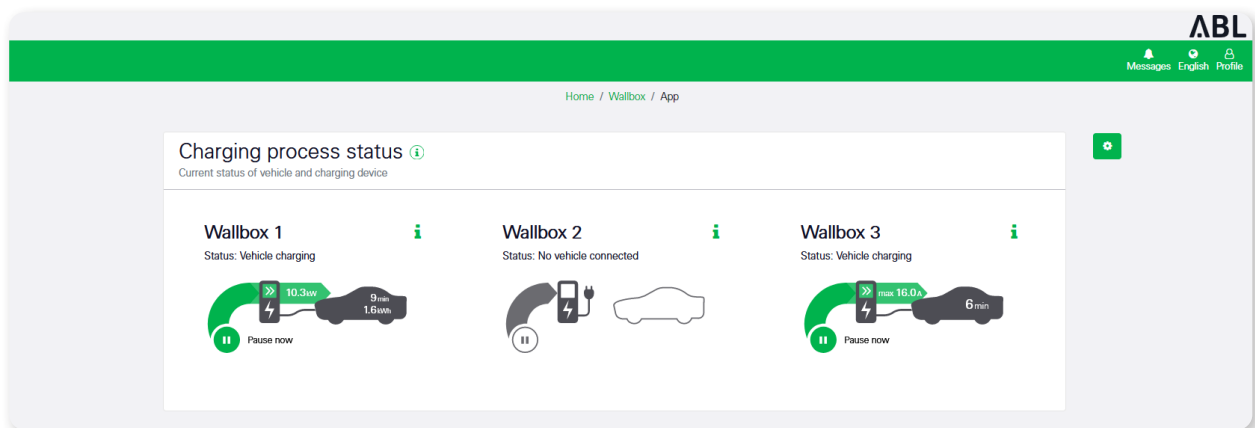 ABL
Messages English Profile
Home / Wallbox / App
Charging process status
Current status of vehicle and charging device
Wallbox 1
Status: Vehicle charging
10.3kW
9min
1.6kWh
Pause now
Wallbox 2
Status: No vehicle connected
Wallbox 3
Status: Vehicle charging
max 16.0A
6min
Pause now